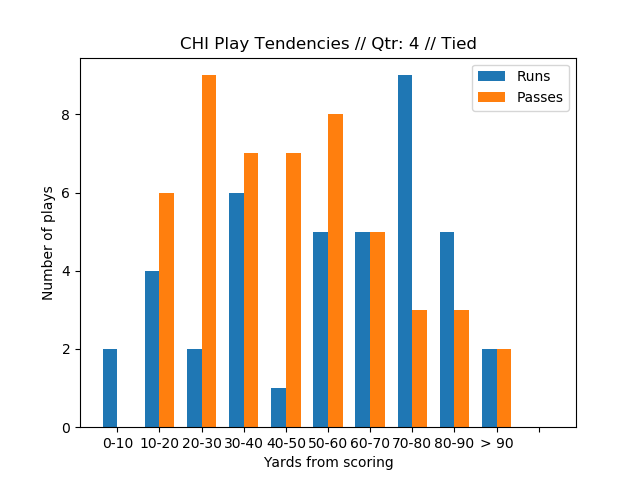 CHI Play Tendencies // Qtr: 4 // Tied
Runs
Passes
Number of plays
8
6
4
2
0
0-10 10-20 20-30 30-40 40-50 50-60 60-70 70-80 80-90 > 90
Yards from scoring